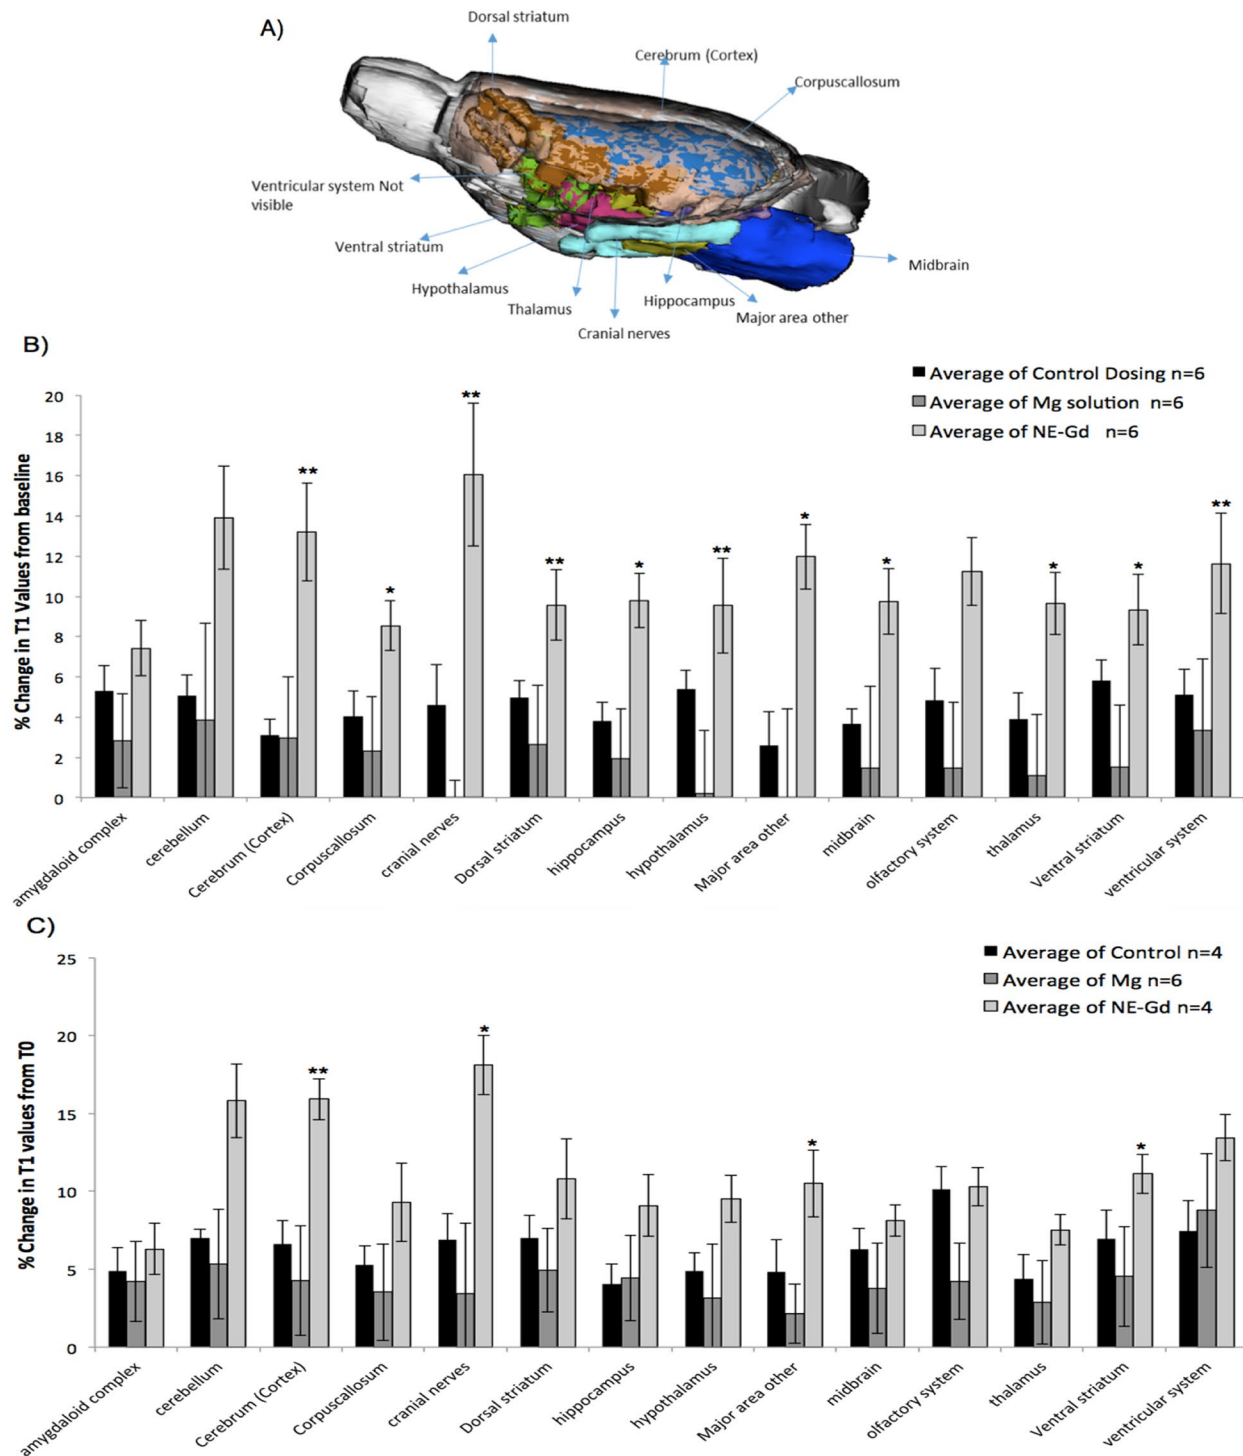 A)
Dorsal striatum
Cerebrum (Cortex)
Corpuscallosum
Ventricular system Not
visible
Ventral striatum
Hypothalamus
Thalamus
Cranial nerves
Hippocampus
Major area other
Midbrain
B)
Average of Control Dosing n=6
Average of Mg solution n=6
Average of NE-Gd n=6
% Change in T1 Values from baseline
20
18
16
14
12
10
8
6
4
2
0
** 
* 
** 
** 
* 
** 
* 
* 
* 
* 
**
amygdaloid complex
cerebellum
Cerebrum (Cortex)
Corpuscallosum
cranial nerves
Dorsal striatum
hippocampus
hypothalamus
Major area other
midbrain
olfactory system
thalamus
Ventral striatum
ventricular system
C)
Average of Control n=4
Average of Mg n=6
Average of NE-Gd n=4
% Change in T1 values from T0
25
20
15
10
5
0
**
*
*
*
amygdaloid complex
cerebellum
Cerebrum (Cortex)
Corpuscallosum
cranial nerves
Dorsal striatum
hippocampus
hypothalamus
Major area other
midbrain
olfactory system
thalamus
Ventral striatum
ventricular system